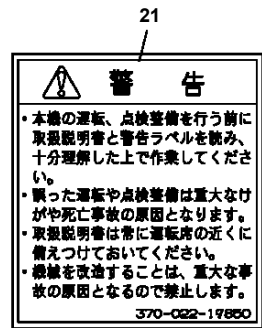 21
警告
・本機の運転、点検整備を行う前に
取扱説明書と警告ラベルを読み、
十分理解した上で作業してくださ
い。
・誤った運転や点検整備は重大なけ
がや死亡事故の原因となります。
・取扱説明書は常に運転席の近くに
備えつけておいてください。
・機械を改造することは、重大な事
故の原因となるので禁止します。
370-022-17850